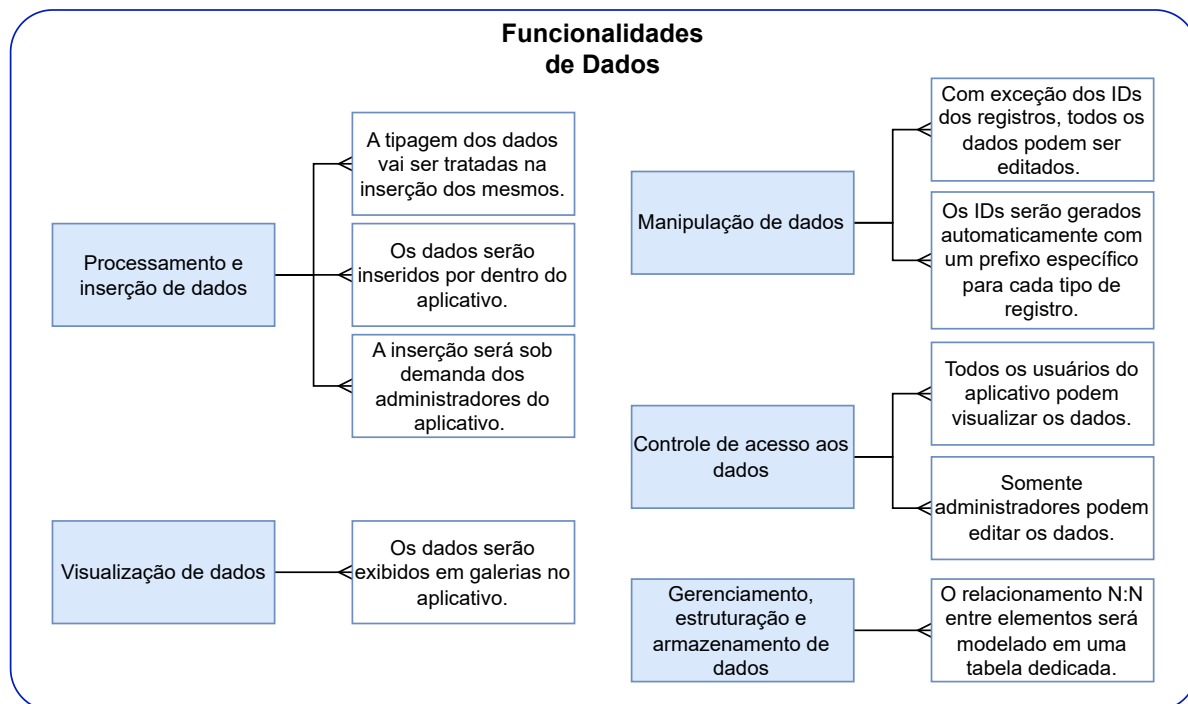 Funcionalidades
de Dados
Processamento e
inserção de dados
A tipagem dos dados
vai ser tratadas na
inserção dos mesmos.
Os dados serão
inseridos por dentro do
aplicativo.
A inserção será sob
demanda dos
administradores do
aplicativo.
Visualização de dados
Os dados serão
exibidos em galerias no
aplicativo.
Manipulação de dados
Com exceção dos IDs
dos registros, todos os
dados podem ser
editados.
Os IDs serão gerados
automaticamente com
um prefixo específico
para cada tipo de
registro.
Controle de acesso aos
dados
Todos os usuários do
aplicativo podem
visualizar os dados.
Somente
administradores podem
editar os dados.
Gerenciamento,
estruturação e
armazenamento de
dados
O relacionamento N:N
entre elementos será
modelado em uma
tabela dedicada.